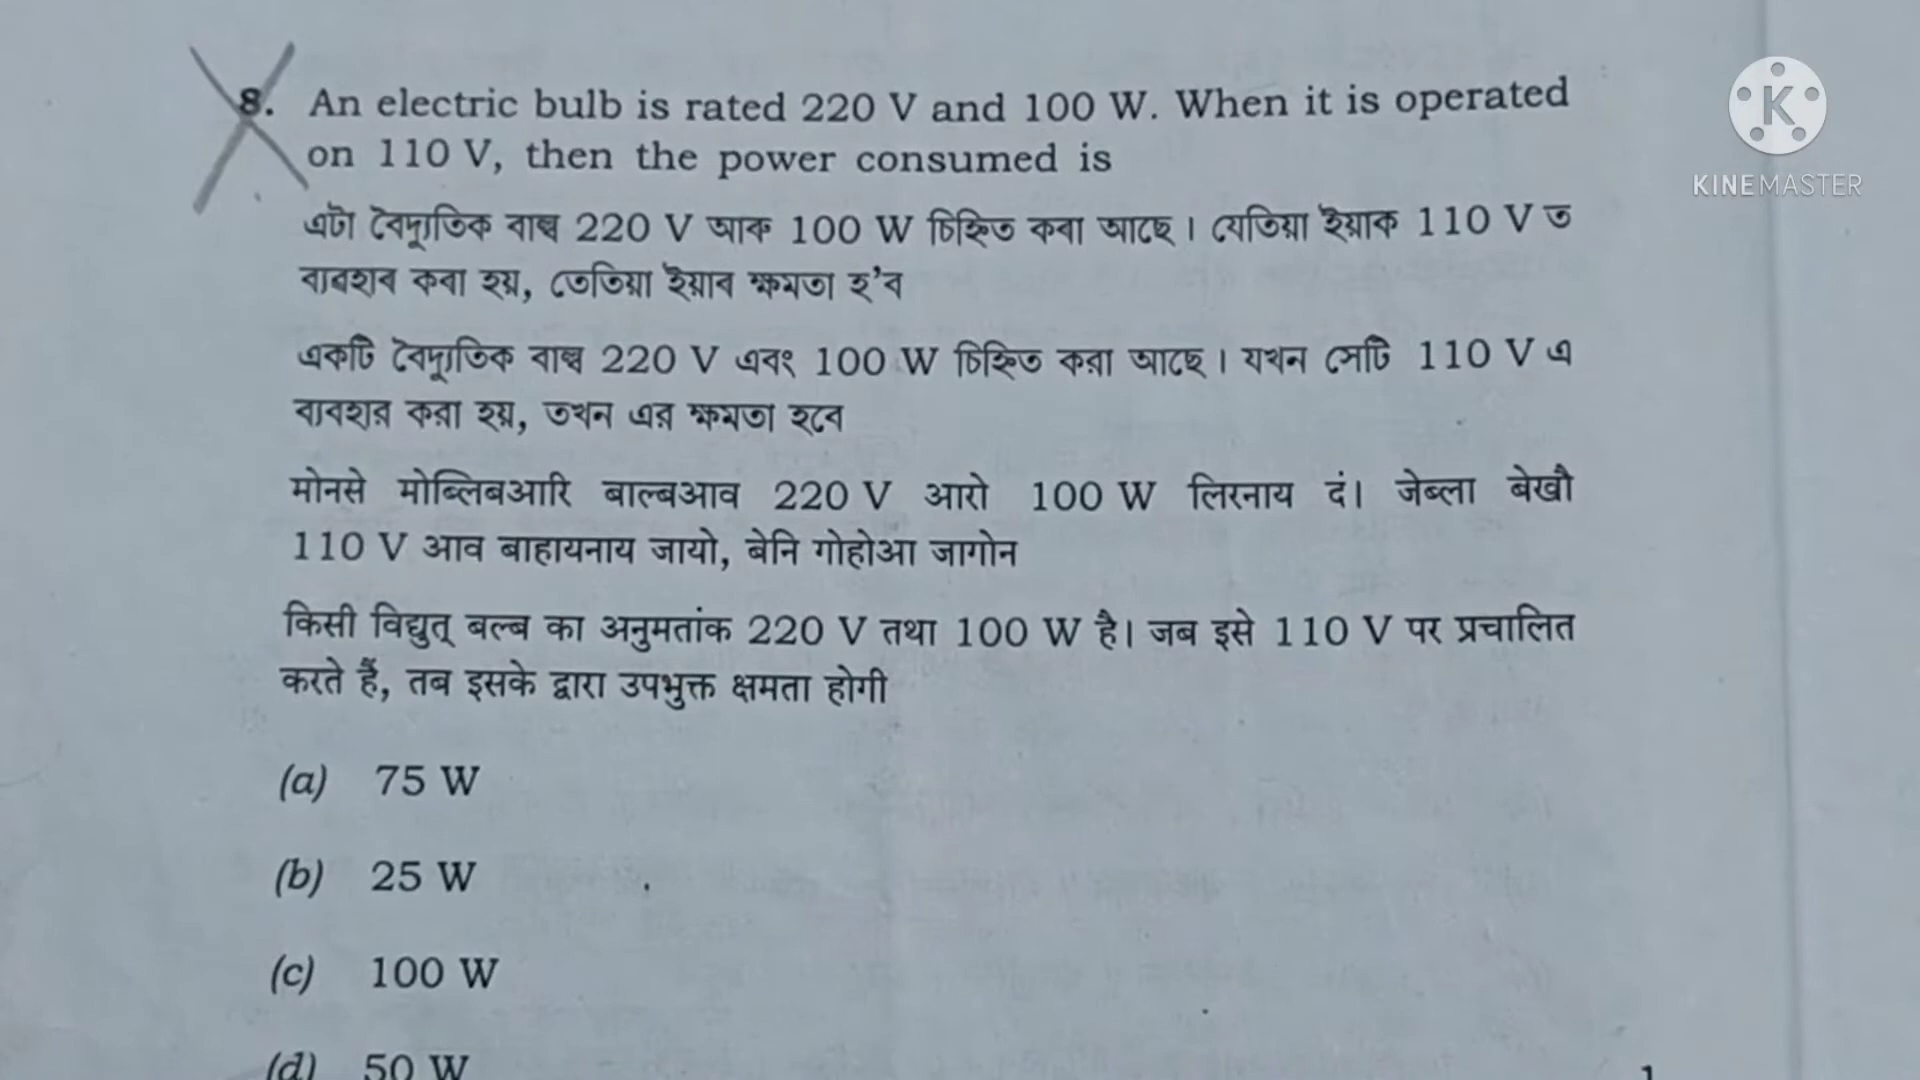 8. An electric bulb is rated 220 V and 100 W. When it is operated
on 110 V, then the power consumed is
এটা বৈদ্যুতিক বাল্ব 220 V আৰু 100 W চিহ্নিত কৰা আছে। যেতিয়া ইয়াক 110 V ত
ব্যৱহাৰ কৰা হয়, তেতিয়া ইয়াৰ ক্ষমতা হ'ব
একটি বৈদ্যুতিক বাল্ব 220 V এবং 100 W চিহ্নিত করা আছে। যখন সেটি 110 V এ
ব্যবহার করা হয়, তখন এর ক্ষমতা হবে
मोनसे मोब्लिबआरि बाल्बआव 220 V आरो 100 W लिरनाय दं। जेब्ला बेखौ
110 V आव बाहायनाय जायो, बेनि गोहोआ जागोन
किसी विद्युत् बल्ब का अनुमतांक 220 V तथा 100 W है। जब इसे 110 V पर प्रचालित
करते हैं, तब इसके द्वारा उपभुक्त क्षमता होगी
(a) 75 W
(b) 25 W
(c) 100 W
(d) 50 W
K
KINEMASTER